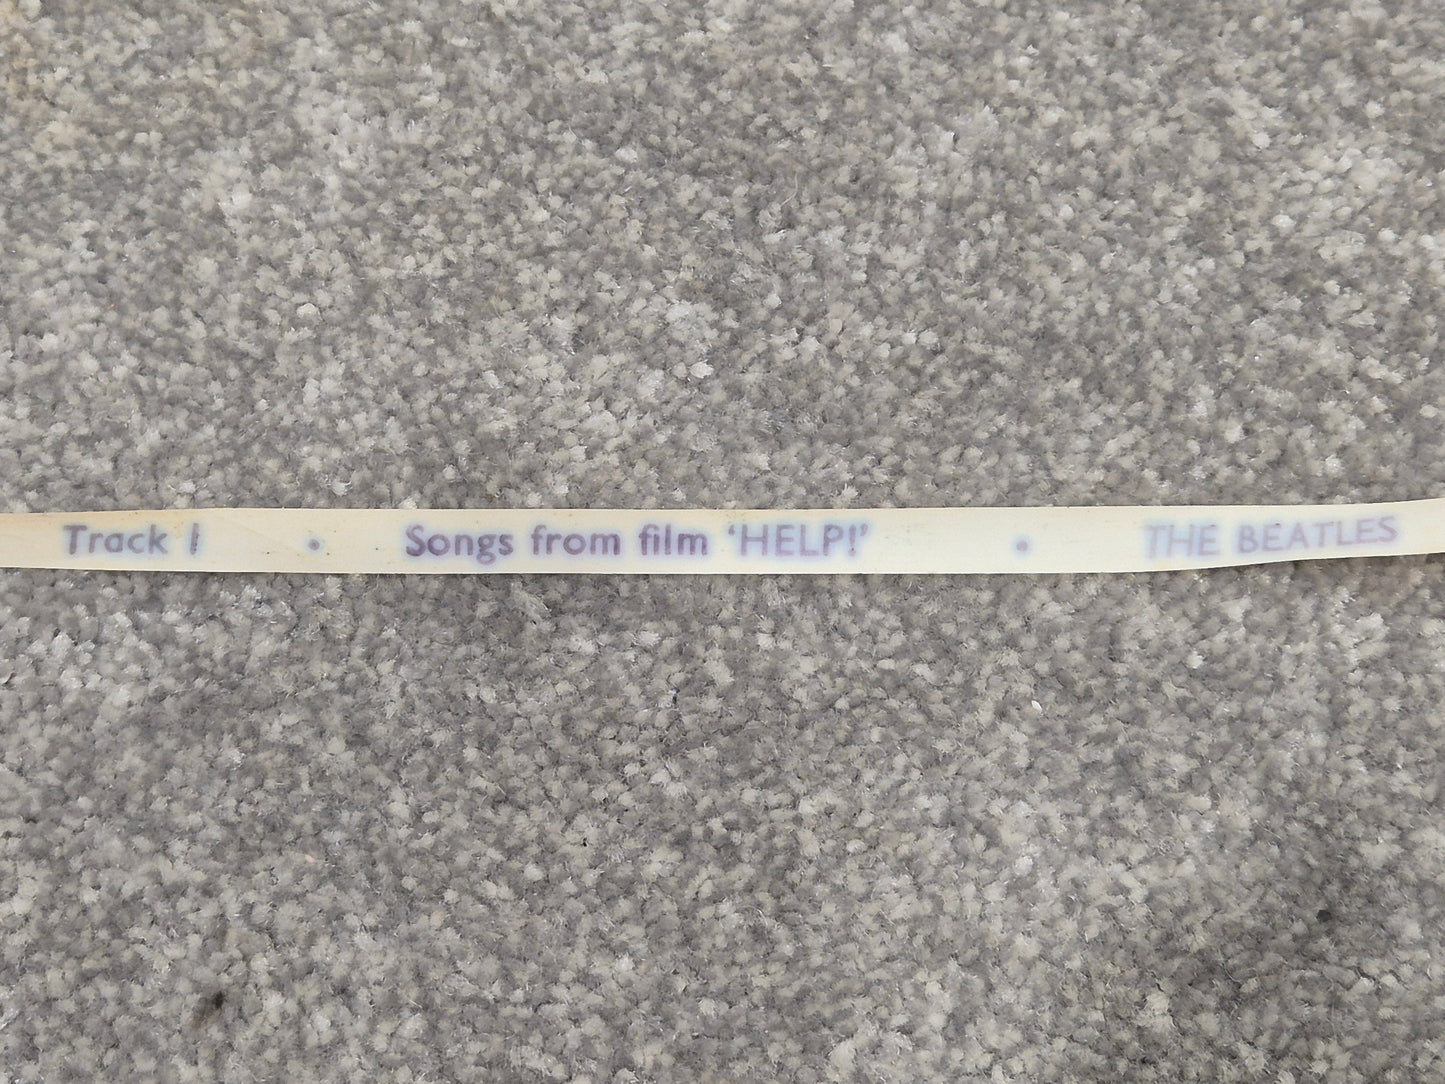 Track 1 • Songs from film ‘HELP!’ • THE BEATLES